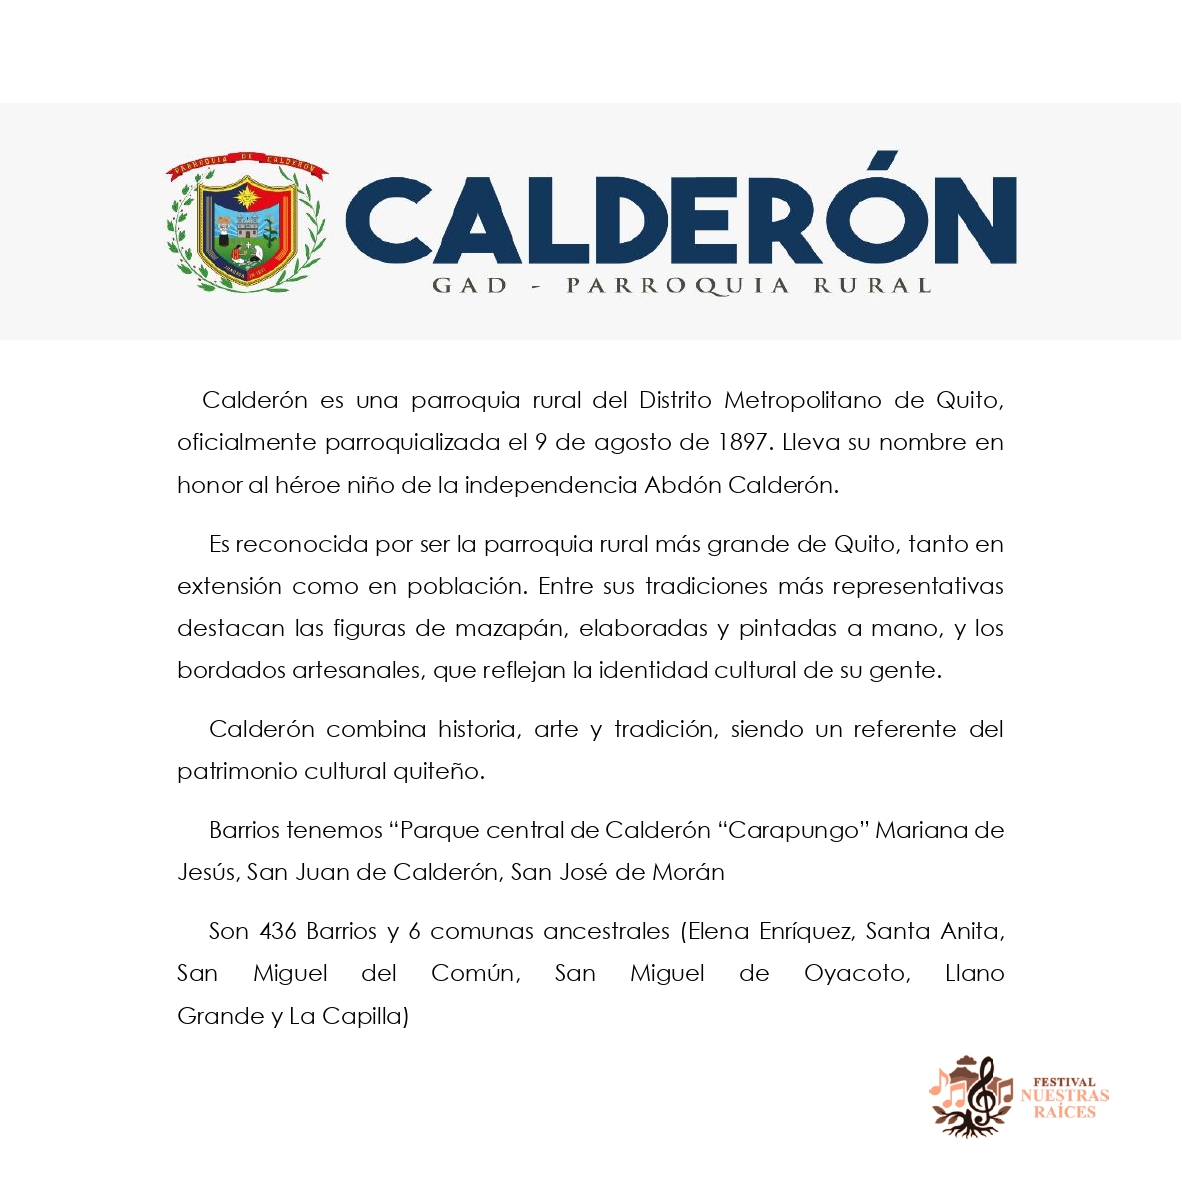 PARROQUIA DE CALDERON
CALDERÓN
GAD - PARROQUIA RURAL
Calderón es una parroquia rural del Distrito Metropolitano de Quito,
oficialmente parroquializada el 9 de agosto de 1897. Lleva su nombre en
honor al héroe niño de la independencia Abdón Calderón.
Es reconocida por ser la parroquia rural más grande de Quito, tanto en
extensión como en población. Entre sus tradiciones más representativas
destacan las figuras de mazapán, elaboradas y pintadas a mano, y los
bordados artesanales, que reflejan la identidad cultural de su gente.
Calderón combina historia, arte y tradición, siendo un referente del
patrimonio cultural quiteño.
Barrios tenemos “Parque central de Calderón “Carapungo” Mariana de
Jesús, San Juan de Calderón, San José de Morán
Son 436 Barrios y 6 comunas ancestrales (Elena Enríquez, Santa Anita,
San Miguel del Común, San Miguel de Oyacoto, Llano
Grande y La Capilla)
FESTIVAL
NUESTRAS
RAÍCES